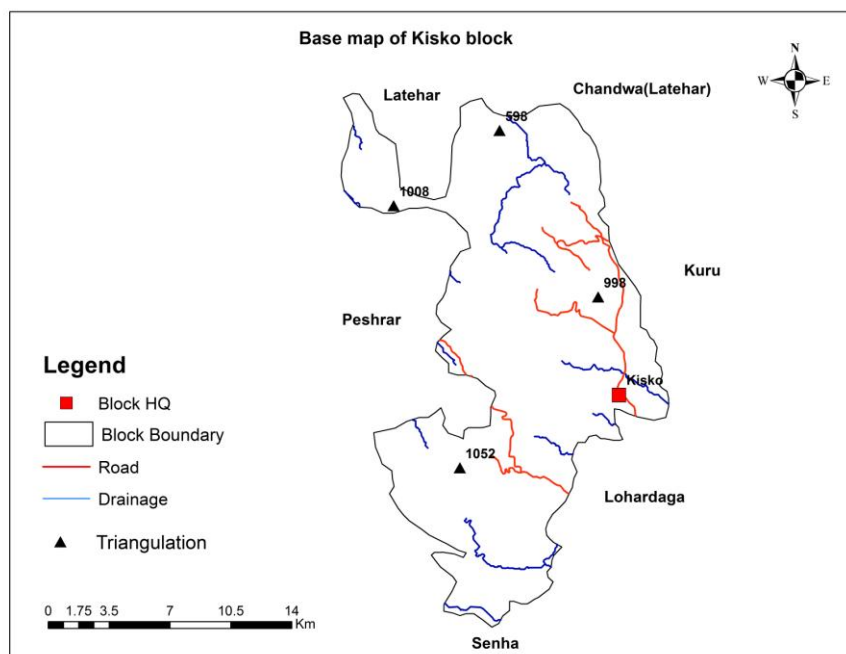 Base map of Kisko block
N
W E
S
Latehar
Chandwa(Latehar)
598
1008
Kuru
998
Peshrar
Kisko
1052
Lohardaga
Senha
Legend
Block HQ
Block Boundary
Road
Drainage
Triangulation
0 1.75 3.5 7 10.5 14
Km